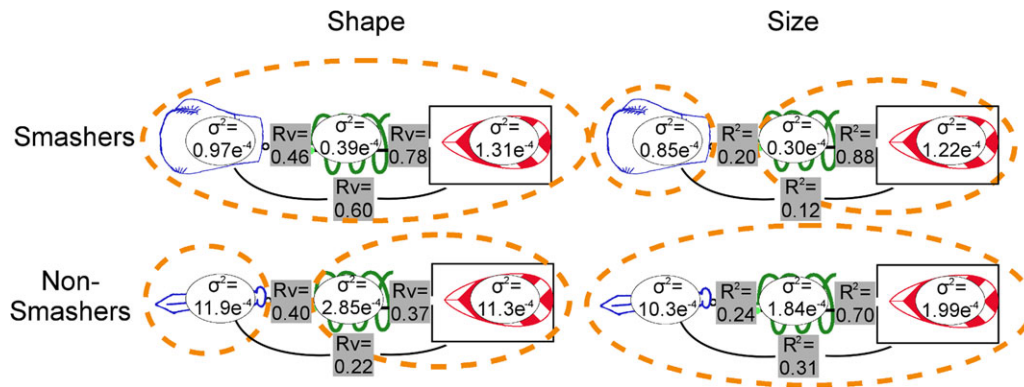 Shape Size
Smashers
σ²= 0.97e⁻⁴ Rv= 0.46 σ²= 0.39e⁻⁴ Rv= 0.78 σ²= 1.31e⁻⁴
Rv= 0.60
σ²= 0.85e⁻⁴ R²= 0.20 σ²= 0.30e⁻⁴ R²= 0.88 σ²= 1.22e⁻⁴
R²= 0.12
Non-
Smashers
σ²= 11.9e⁻⁴ Rv= 0.40 σ²= 2.85e⁻⁴ Rv= 0.37 σ²= 11.3e⁻⁴
Rv= 0.22
σ²= 10.3e⁻⁴ R²= 0.24 σ²= 1.84e⁻⁴ R²= 0.70 σ²= 1.99e⁻⁴
R²= 0.31